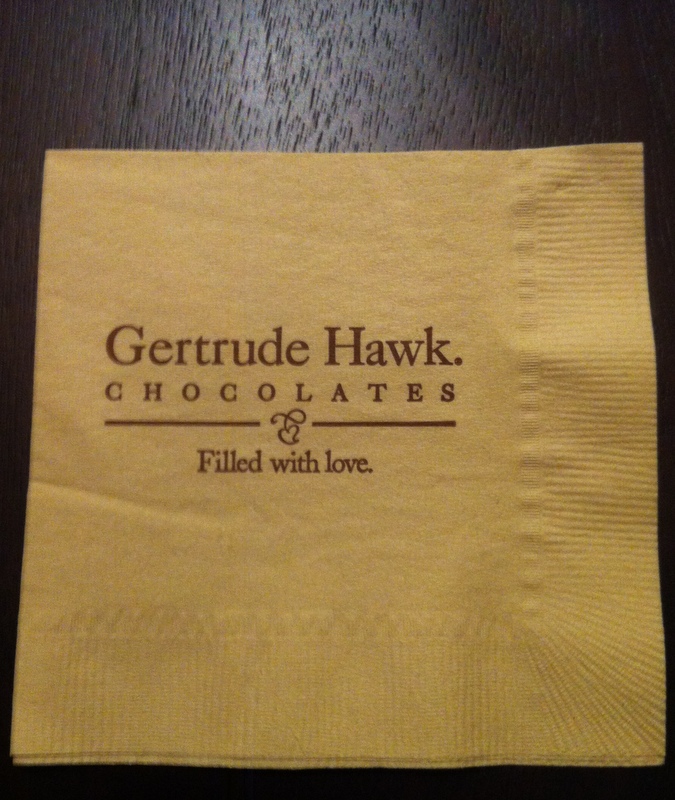 Gertrude Hawk.
CHOCOLATES
Filled with love.